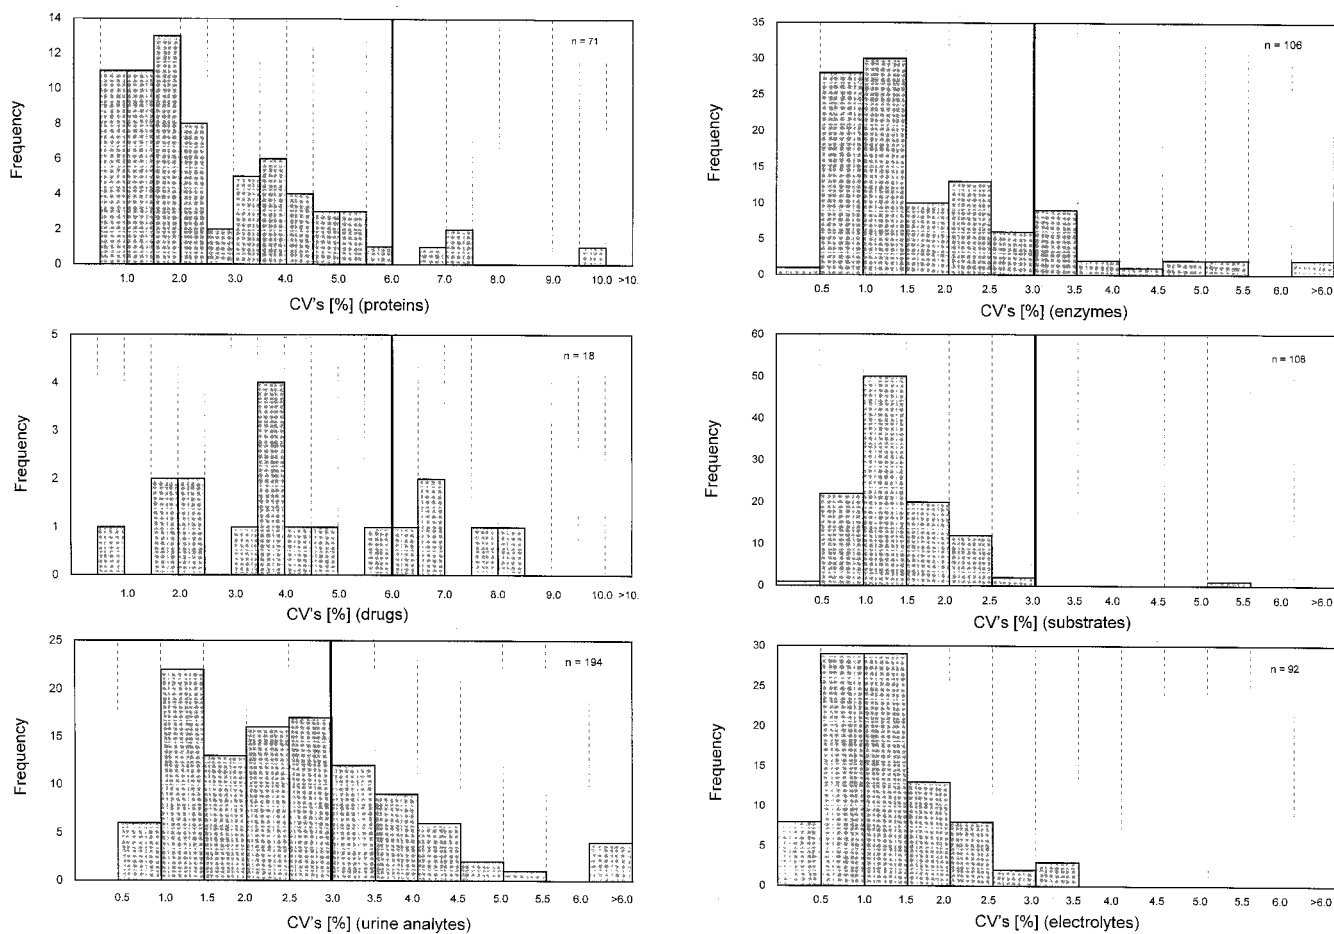 14
12
10
8
6
4
2
0
Frequency
n = 71
1.0 2.0 3.0 4.0 5.0 6.0 7.0 8.0 9.0 10.0 >10.
CV's [%] (proteins)
35
30
25
20
15
10
5
0
Frequency
n = 106
0.5 1.0 1.5 2.0 2.5 3.0 3.5 4.0 4.5 5.0 5.5 6.0 >6.0
CV's [%] (enzymes)
5
4
3
2
1
0
Frequency
n = 18
1.0 2.0 3.0 4.0 5.0 6.0 7.0 8.0 9.0 10.0 >10.
CV's [%] (drugs)
60
50
40
30
20
10
0
Frequency
n = 108
0.5 1.0 1.5 2.0 2.5 3.0 3.5 4.0 4.5 5.0 5.5 6.0 >6.0
CV's [%] (substrates)
25
20
15
10
5
0
Frequency
n = 194
0.5 1.0 1.5 2.0 2.5 3.0 3.5 4.0 4.5 5.0 5.5 6.0 >6.0
CV's [%] (urine analytes)
30
25
20
15
10
5
0
Frequency
n = 92
0.5 1.0 1.5 2.0 2.5 3.0 3.5 4.0 4.5 5.0 5.5 6.0 >6.0
CV's [%] (electrolytes)